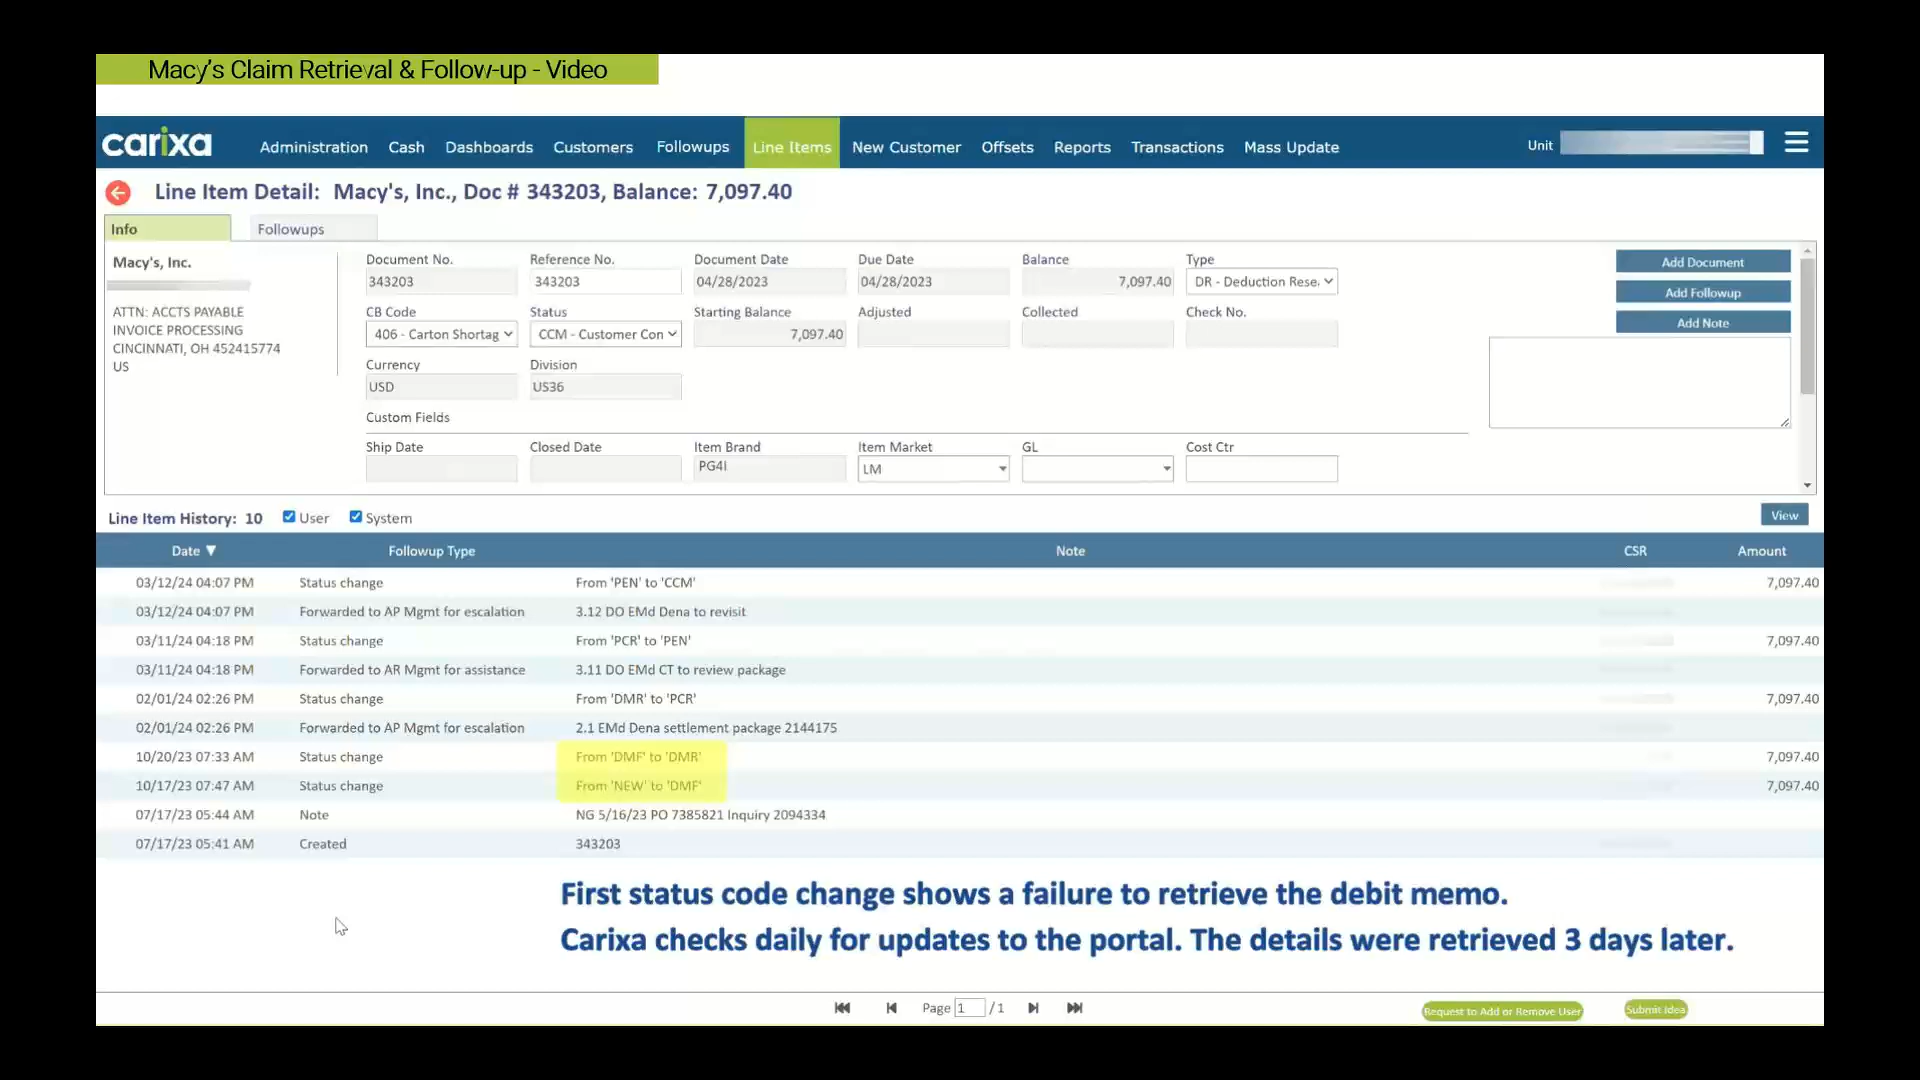 Macy's Claim Retrieval & Follow-up - Video
carixa Administration Cash Dashboards Customers Followups Line Items New Customer Offsets Reports Transactions Mass Update Unit
Line Item Detail: Macy's, Inc., Doc # 343203, Balance: 7,097.40
Info Followups
Macy's, Inc.
ATTN: ACCTS PAYABLE
INVOICE PROCESSING
CINCINNATI, OH 452415774
US
Document No. Reference No. Document Date Due Date Balance Type
343203 343203 04/28/2023 04/28/2023 7,097.40 DR - Deduction Rese.
CB Code Status Starting Balance Adjusted Collected Check No.
406 - Carton Shortag CCM - Customer Con 7,097.40
Currency Division
USD US36
Custom Fields
Ship Date Closed Date Item Brand Item Market GL Cost Ctr
PG4I LM
Add Document
Add Followup
Add Note
Line Item History: 10 User System View
Date ▼ Followup Type Note CSR Amount
03/12/24 04:07 PM Status change From 'PEN' to 'CCM' 7,097.40
03/12/24 04:07 PM Forwarded to AP Mgmt for escalation 3.12 DO EMd Dena to revisit
03/11/24 04:18 PM Status change From 'PCR' to 'PEN' 7,097.40
03/11/24 04:18 PM Forwarded to AR Mgmt for assistance 3.11 DO EMd CT to review package
02/01/24 02:26 PM Status change From 'DMR' to 'PCR' 7,097.40
02/01/24 02:26 PM Forwarded to AP Mgmt for escalation 2.1 EMd Dena settlement package 2144175
10/20/23 07:33 AM Status change From 'DMF' to 'DMR' 7,097.40
10/17/23 07:47 AM Status change From 'NEW' to 'DMF' 7,097.40
07/17/23 05:44 AM Note NG 5/16/23 PO 7385821 Inquiry 2094334
07/17/23 05:41 AM Created 343203
First status code change shows a failure to retrieve the debit memo.
Carixa checks daily for updates to the portal. The details were retrieved 3 days later.
Page 1 / 1 Request to Add or Remove User Submit Idea